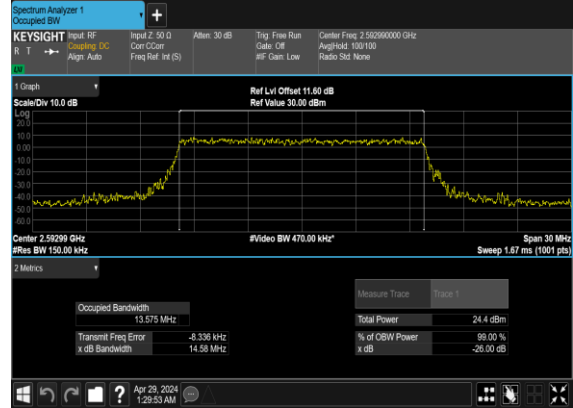 Spectrum Analyzer 1
Occupied BW
+
KEYSIGHT Input: RF Input Z: 50 Ω Atten: 30 dB Trig: Free Run Center Freq: 2.592990000 GHz
R T Coupling: DC Corr CCorr Gate: Off Avg|Hold: 100/100
Align: Auto Freq Ref: Int (S) #IF Gain: Low Radio Std: None
LM
1 Graph
Ref Lvl Offset 11.60 dB
Scale/Div 10.0 dB Ref Value 30.00 dBm
Log
20.0
10.0
0.00
-10.0
-20.0
-30.0
-40.0
-50.0
-60.0
Center 2.59299 GHz #Video BW 470.00 kHz* Span 30 MHz
#Res BW 150.00 kHz Sweep 1.67 ms (1001 pts)
2 Metrics
Measure Trace Trace 1
Occupied Bandwidth
13.575 MHz Total Power 24.4 dBm
Transmit Freq Error -8.336 kHz % of OBW Power 99.00 %
x dB Bandwidth 14.58 MHz x dB -26.00 dB
? Apr 29, 2024
1:29:53 AM